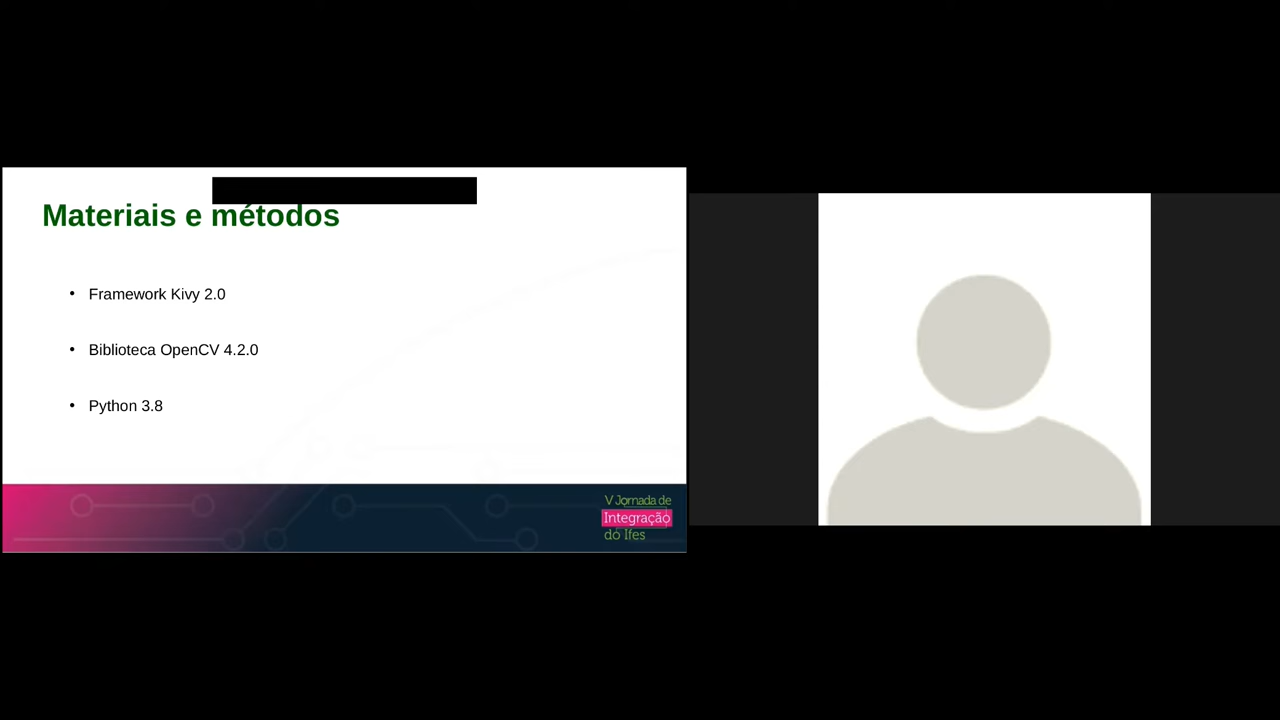 Materiais e métodos
• Framework Kivy 2.0
• Biblioteca OpenCV 4.2.0
• Python 3.8
V Jornada de
Integração
do Ifes